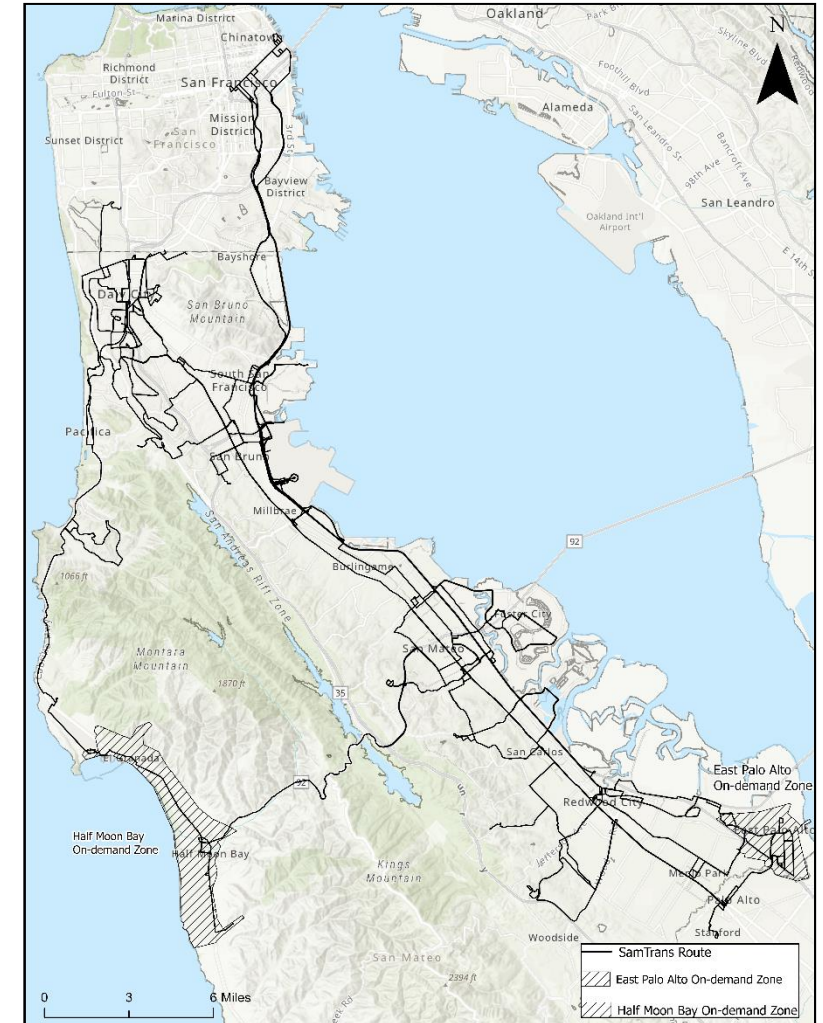 Marina District
Oakland
Chinatow
N
Richmond
District
Fulton St
San Francisco
Foothill Blvd
Skyline Blvd
Redwood
Alameda
San Leandro St
Bancroft Ave
Mission
District
3rd St
Sunset District
San
Francisco
98th Ave
Bayview
District
San Leandro
Oakland Int'l
Airport
E 14th S
Bayshore
Daly City
San Bruno
Mountain
South San
Francisco
Pacifica
San Bruno
Millbrae
San Andreas Rift Zone
92
Burlingame
1066 ft
Foster City
San Mateo
Montara
Mountain
1870 ft
35
San Carlos
El Granada
92
East Palo Alto
On-demand Zone
Redwood City
East Palo Alto
Half Moon Bay
On-demand Zone
Half Moon Bay
Kings
Mountain
Menlo Park
Palo Alto
Stanford
Woodside
San Mateo
2394 ft
SamTrans Route
East Palo Alto On-demand Zone
Half Moon Bay On-demand Zone
0 3 6 Miles